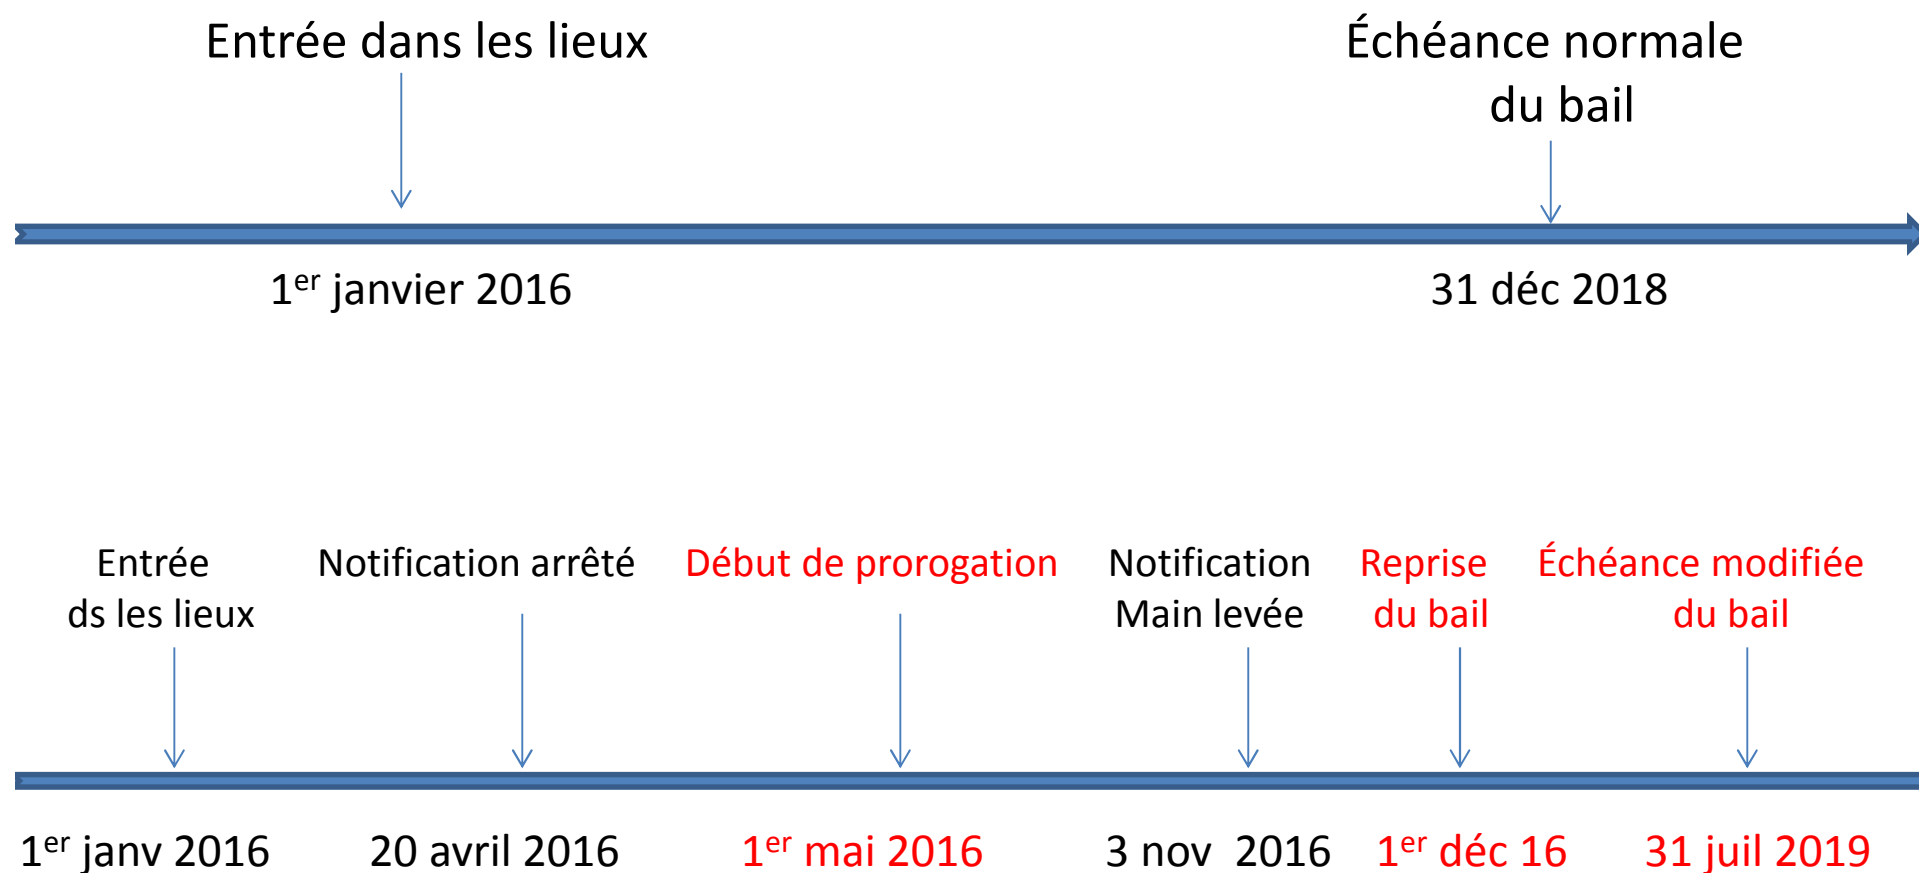 Entrée dans les lieux
Échéance normale
du bail
1er janvier 2016
31 déc 2018
Entrée
ds les lieux
Notification arrêté
Début de prorogation
Notification
Main levée
Reprise
du bail
Échéance modifiée
du bail
1er janv 2016
20 avril 2016
1er mai 2016
3 nov 2016
1er déc 16
31 juil 2019